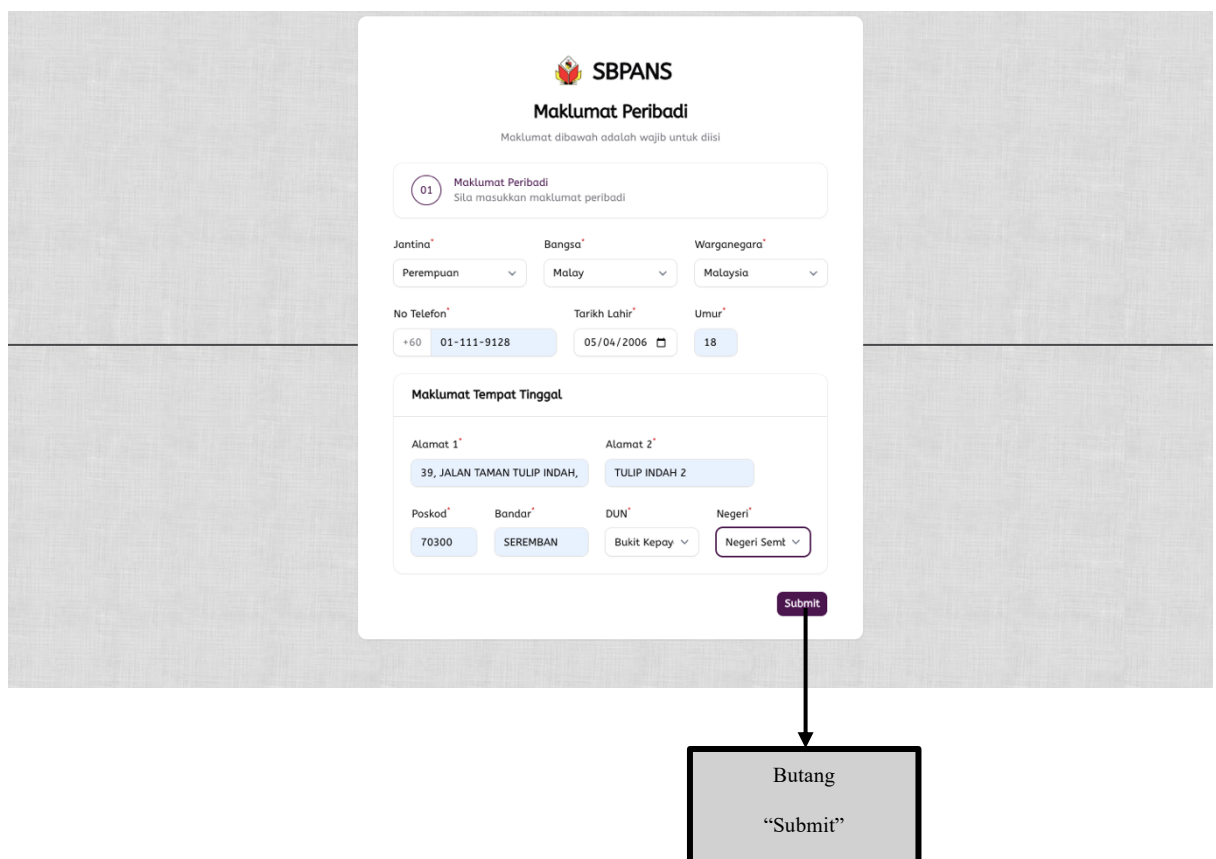 SBPANS
Maklumat Peribadi
Maklumat dibawah adalah wajib untuk diisi
01
Maklumat Peribadi
Sila masukkan maklumat peribadi
Jantina* Bangsa* Warganegara*
Perempuan Malay Malaysia
No Telefon* Tarikh Lahir* Umur*
+60 01-111-9128 05/04/2006 18
Maklumat Tempat Tinggal
Alamat 1* Alamat 2*
39, JALAN TAMAN TULIP INDAH, TULIP INDAH 2
Poskod* Bandar* DUN* Negeri*
70300 SEREMBAN Bukit Kepay Negeri Semb
Submit
Butang
“Submit”